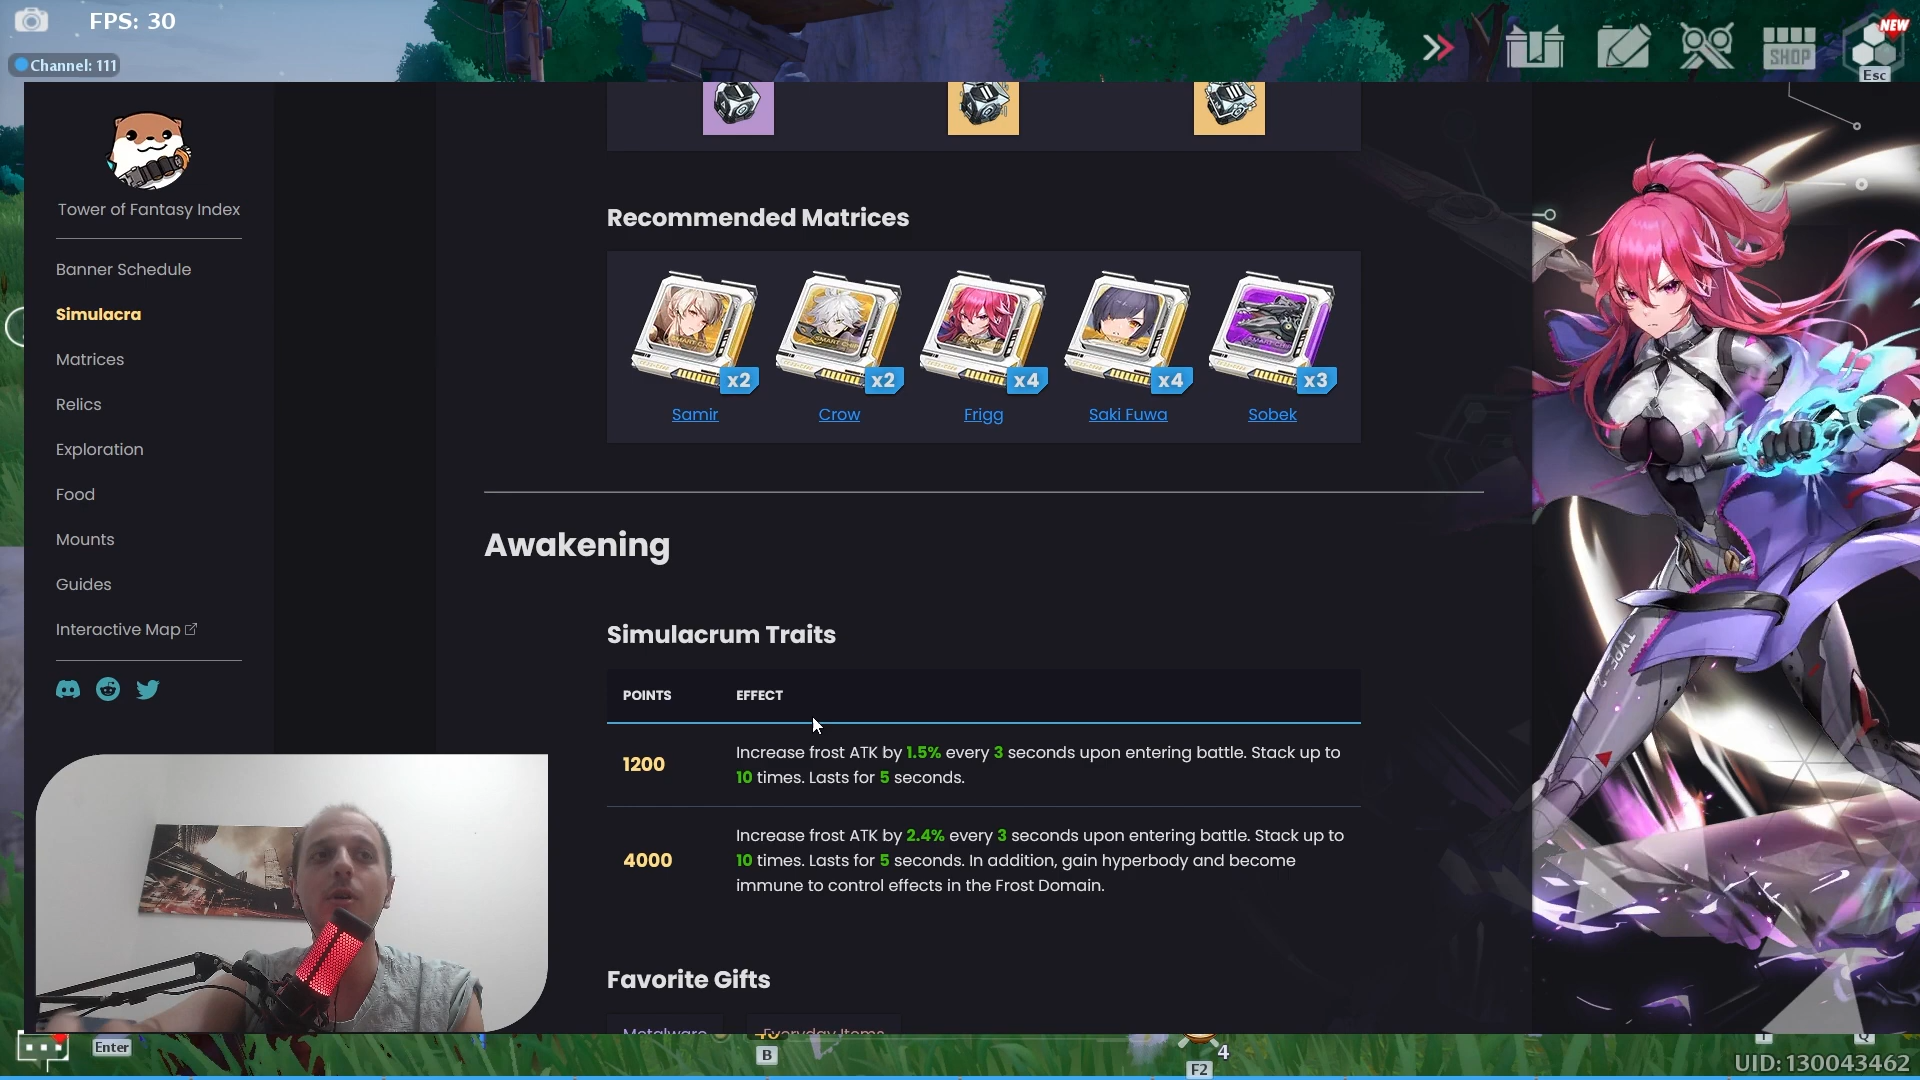 FPS: 30
Channel: 111
NEW
SHOP
Esc
Tower of Fantasy Index
Banner Schedule
Simulacra
Matrices
Relics
Exploration
Food
Mounts
Guides
Interactive Map
Recommended Matrices
x2
x2
x4
x4
x3
Samir
Crow
Frigg
Saki Fuwa
Sobek
Awakening
Simulacrum Traits
POINTS EFFECT
1200
Increase frost ATK by 1.5% every 3 seconds upon entering battle. Stack up to
10 times. Lasts for 5 seconds.
4000
Increase frost ATK by 2.4% every 3 seconds upon entering battle. Stack up to
10 times. Lasts for 5 seconds. In addition, gain hyperbody and become
immune to control effects in the Frost Domain.
Favorite Gifts
Metalware
Everyday Items
Enter
B
4
F2
UID: 130043462